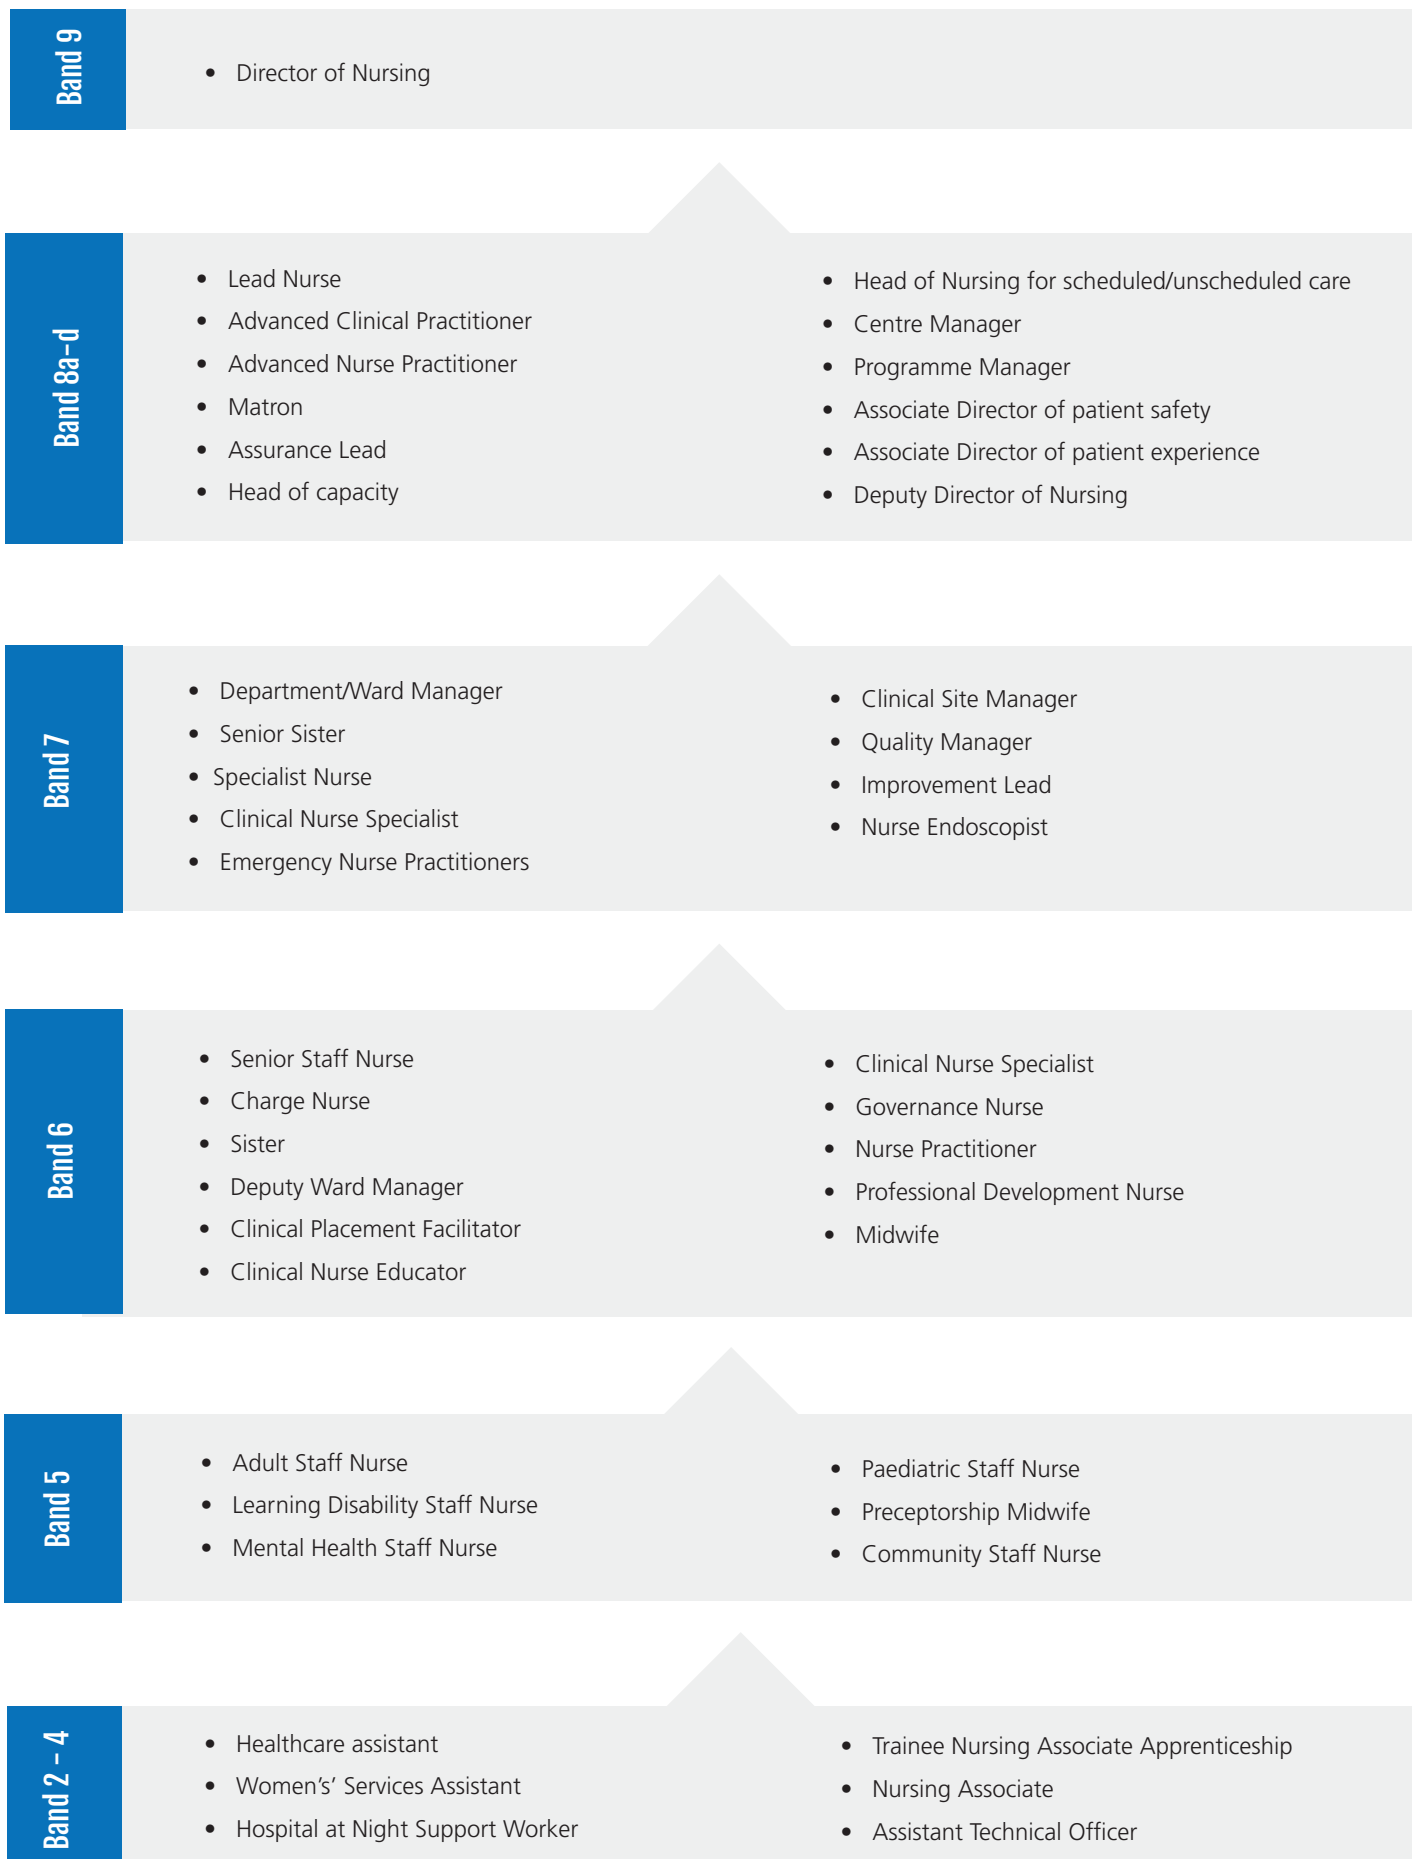 Band 9
• Director of Nursing
Band 8a–d
• Lead Nurse
• Advanced Clinical Practitioner
• Advanced Nurse Practitioner
• Matron
• Assurance Lead
• Head of capacity
• Head of Nursing for scheduled/unscheduled care
• Centre Manager
• Programme Manager
• Associate Director of patient safety
• Associate Director of patient experience
• Deputy Director of Nursing
Band 7
• Department/Ward Manager
• Senior Sister
• Specialist Nurse
• Clinical Nurse Specialist
• Emergency Nurse Practitioners
• Clinical Site Manager
• Quality Manager
• Improvement Lead
• Nurse Endoscopist
Band 6
• Senior Staff Nurse
• Charge Nurse
• Sister
• Deputy Ward Manager
• Clinical Placement Facilitator
• Clinical Nurse Educator
• Clinical Nurse Specialist
• Governance Nurse
• Nurse Practitioner
• Professional Development Nurse
• Midwife
Band 5
• Adult Staff Nurse
• Learning Disability Staff Nurse
• Mental Health Staff Nurse
• Paediatric Staff Nurse
• Preceptorship Midwife
• Community Staff Nurse
Band 2 – 4
• Healthcare assistant
• Women’s’ Services Assistant
• Hospital at Night Support Worker
• Trainee Nursing Associate Apprenticeship
• Nursing Associate
• Assistant Technical Officer